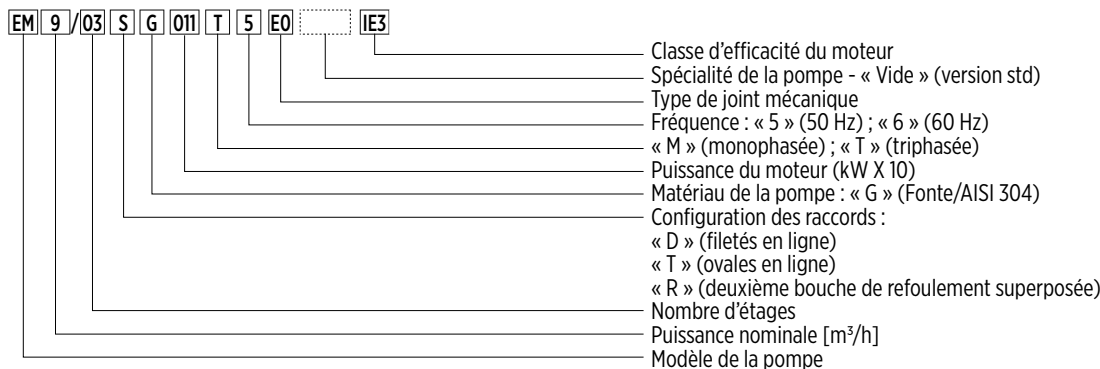 EM 9 / 03 S G 011 T 5 E0 IE3
Classe d'efficacité du moteur
Spécialité de la pompe - « Vide » (version std)
Type de joint mécanique
Fréquence : « 5 » (50 Hz) ; « 6 » (60 Hz)
« M » (monophasée) ; « T » (triphasée)
Puissance du moteur (kW X 10)
Matériau de la pompe : « G » (Fonte/AISI 304)
Configuration des raccords :
« D » (filetés en ligne)
« T » (ovales en ligne)
« R » (deuxième bouche de refoulement superposée)
Nombre d'étages
Puissance nominale [m³/h]
Modèle de la pompe